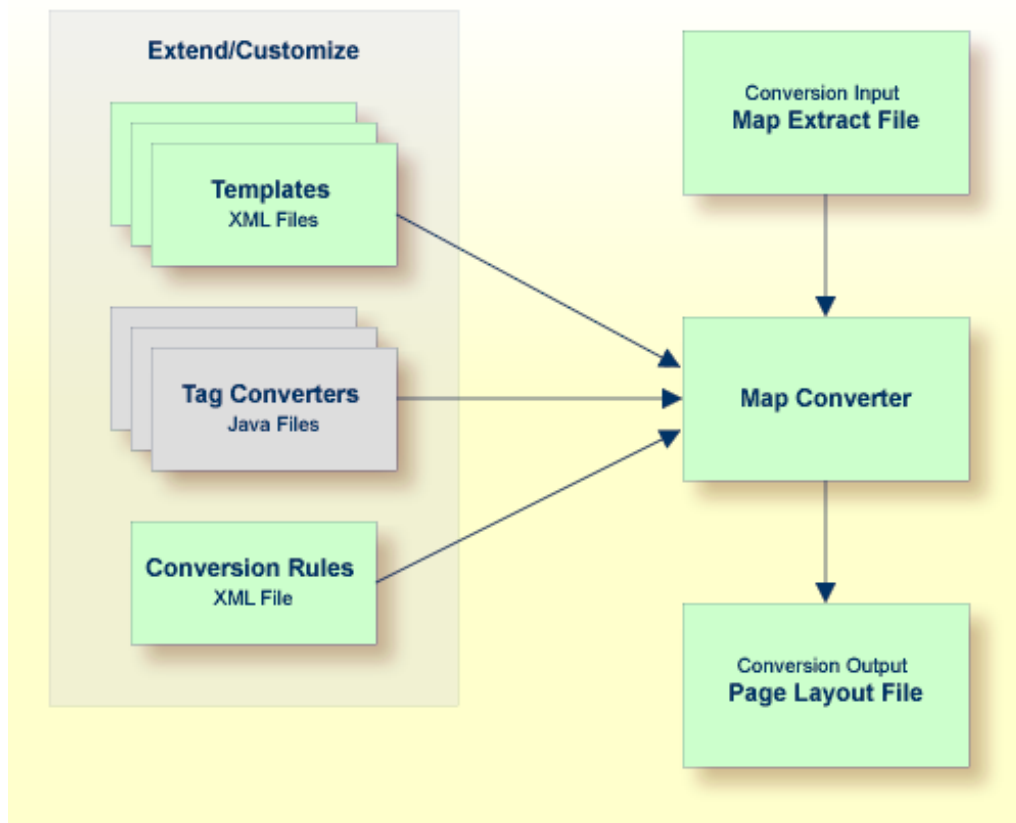 Extend/Customize
Templates
XML Files
Tag Converters
Java Files
Conversion Rules
XML File
Conversion Input
Map Extract File
Map Converter
Conversion Output
Page Layout File